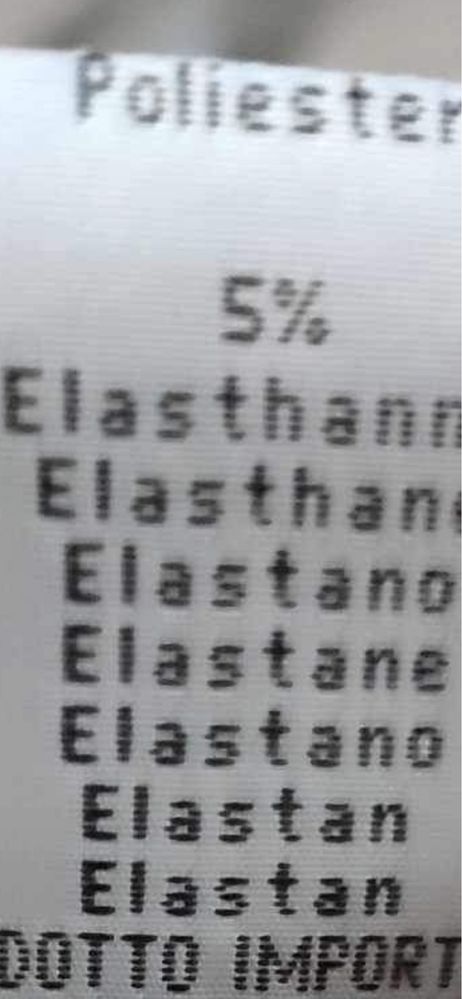 Poliester
5%
Elasthann
Elasthane
Elastano
Elastane
Elastano
Elastan
Elastan
DOTTO IMPORT